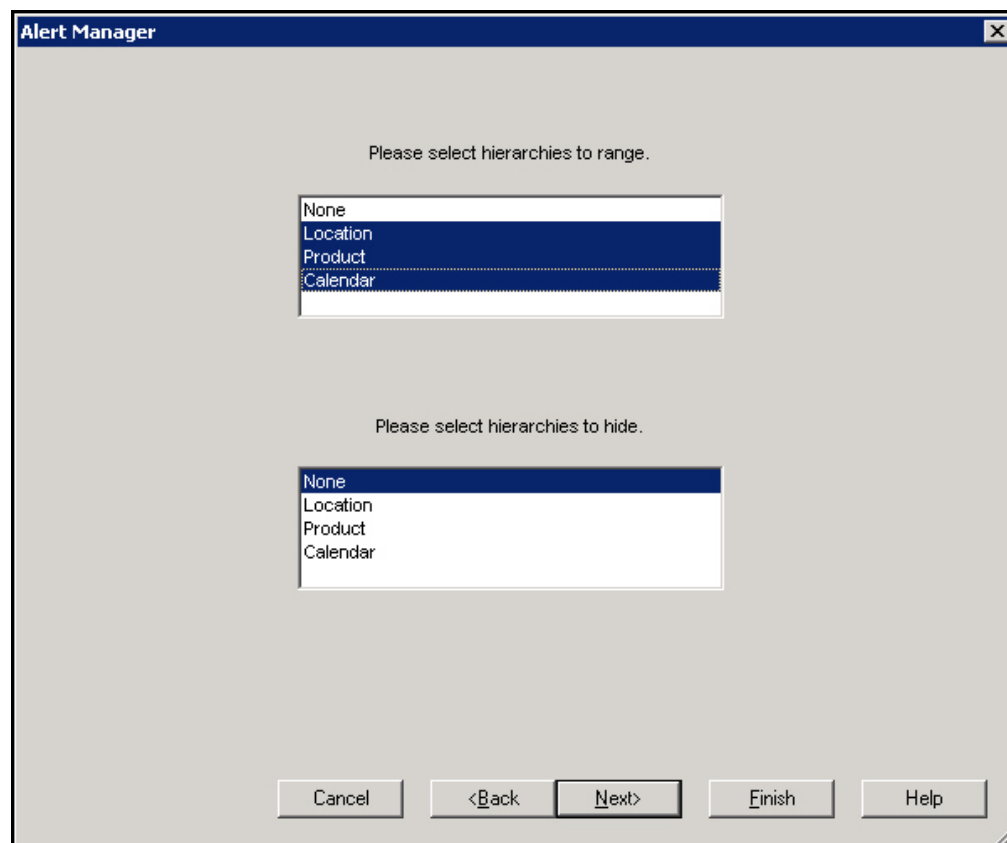 Alert Manager
Please select hierarchies to range.
None
Location
Product
Calendar
Please select hierarchies to hide.
None
Location
Product
Calendar
Cancel <Back Next> Finish Help